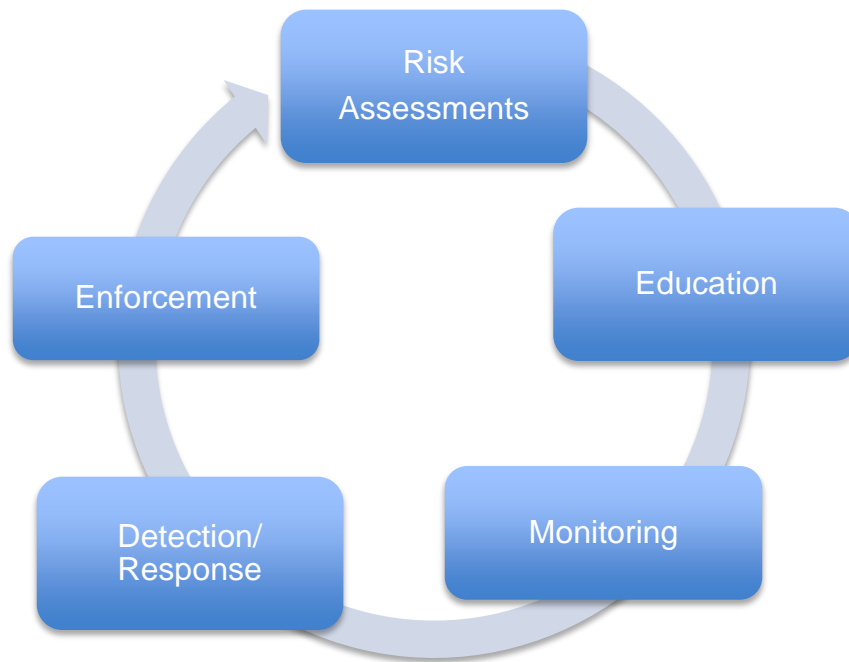 Risk
Assessments
Education
Monitoring
Detection/
Response
Enforcement